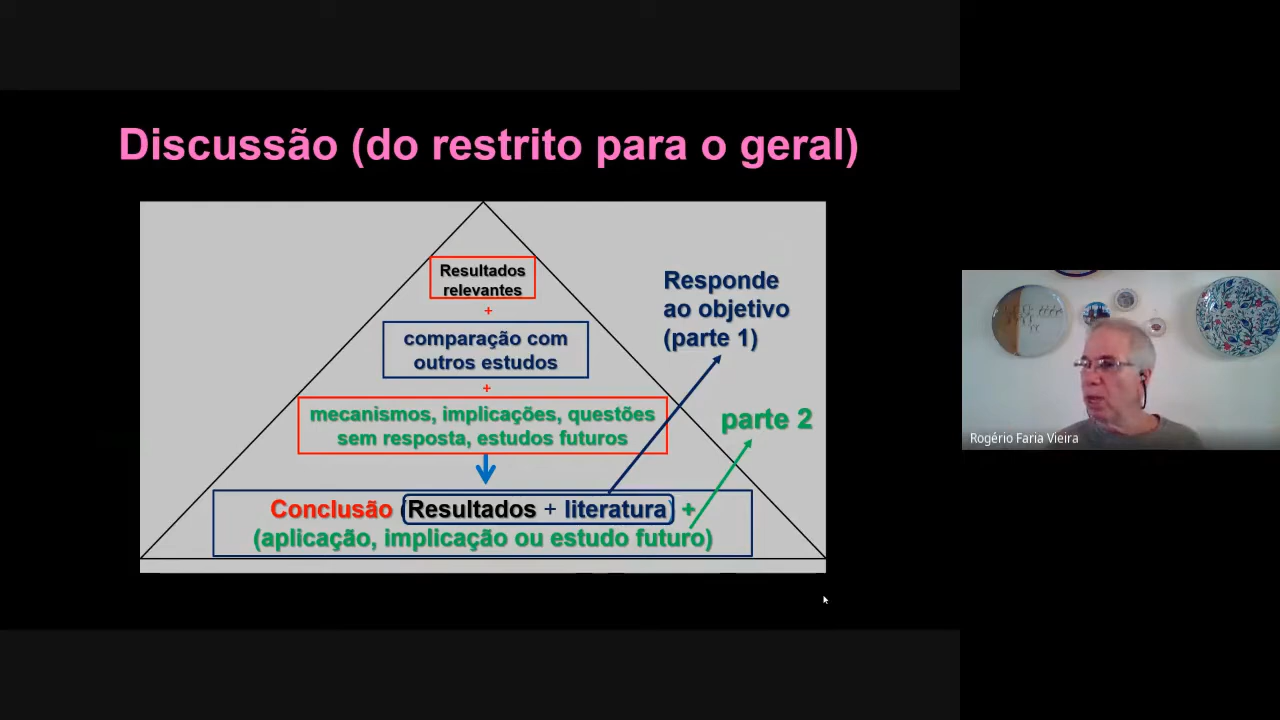 Discussão (do restrito para o geral)
Resultados
relevantes
+
comparação com
outros estudos
+
mecanismos, implicações, questões
sem resposta, estudos futuros
Conclusão (Resultados + literatura) +
(aplicação, implicação ou estudo futuro)
Responde
ao objetivo
(parte 1)
parte 2
Rogério Faria Vieira